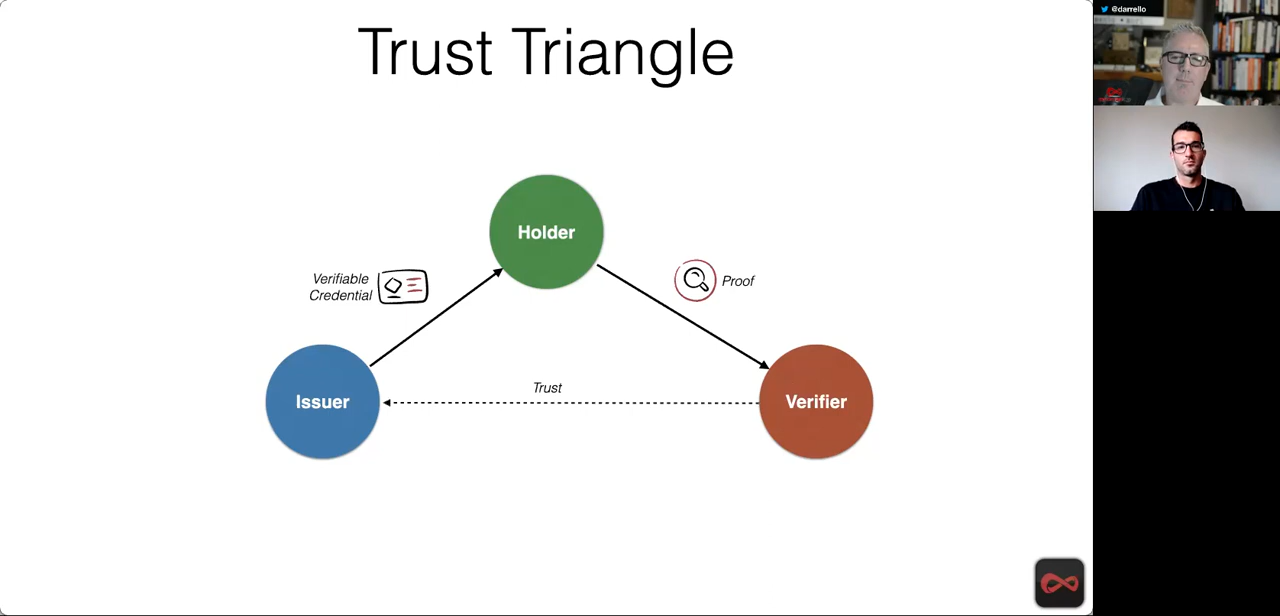 Trust Triangle
@darrello
Holder
Verifiable
Credential
Proof
Trust
Issuer
Verifier